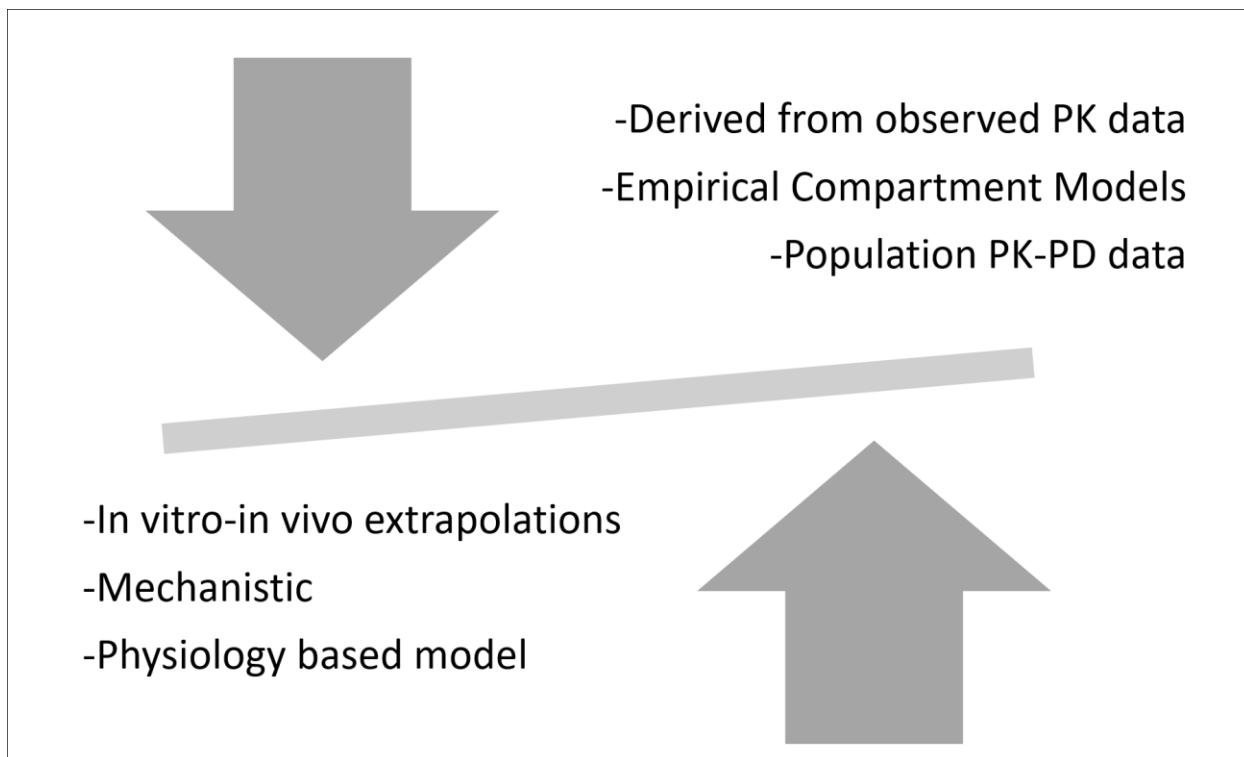 -Derived from observed PK data
-Empirical Compartment Models
-Population PK-PD data
-In vitro-in vivo extrapolations
-Mechanistic
-Physiology based model